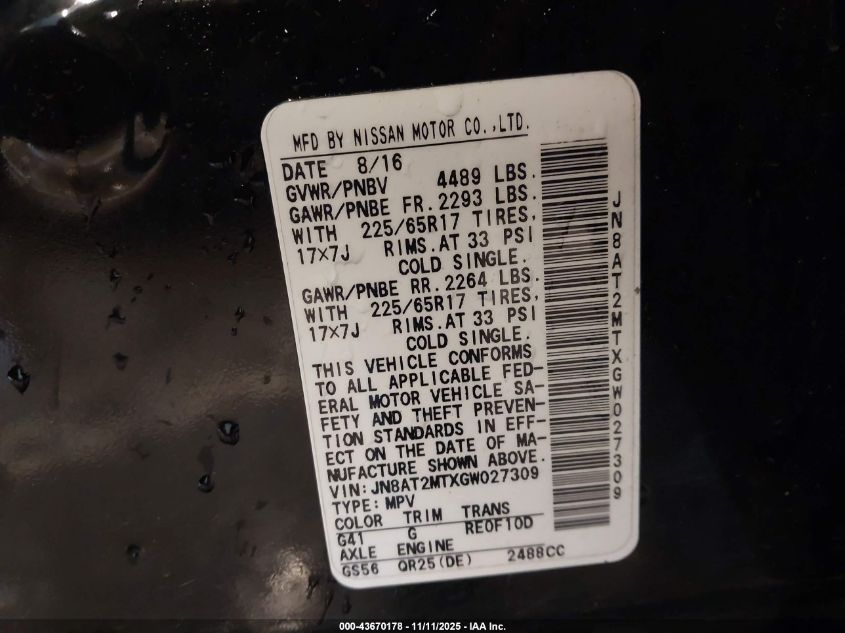 MFD BY NISSAN MOTOR CO.,LTD.
DATE 8/16
GVWR/PNBV 4489 LBS.
GAWR/PNBE FR. 2293 LBS.
WITH 225/65R17 TIRES,
17×7J RIMS.AT 33 PSI
COLD SINGLE.
GAWR/PNBE RR. 2264 LBS.
WITH 225/65R17 TIRES,
17×7J RIMS.AT 33 PSI
COLD SINGLE.
THIS VEHICLE CONFORMS
TO ALL APPLICABLE FED-
ERAL MOTOR VEHICLE SA-
FETY AND THEFT PREVEN-
TION STANDARDS IN EFF-
ECT ON THE DATE OF MA-
NUFACTURE SHOWN ABOVE.
VIN:JN8AT2MTXGW027309
TYPE:MPV
COLOR TRIM TRANS
G41 G RE0F10D
AXLE ENGINE
GS56 QR25(DE) 2488CC
JN8AT2MTXGW027309
000-43670178 - 11/11/2025 - IAA Inc.